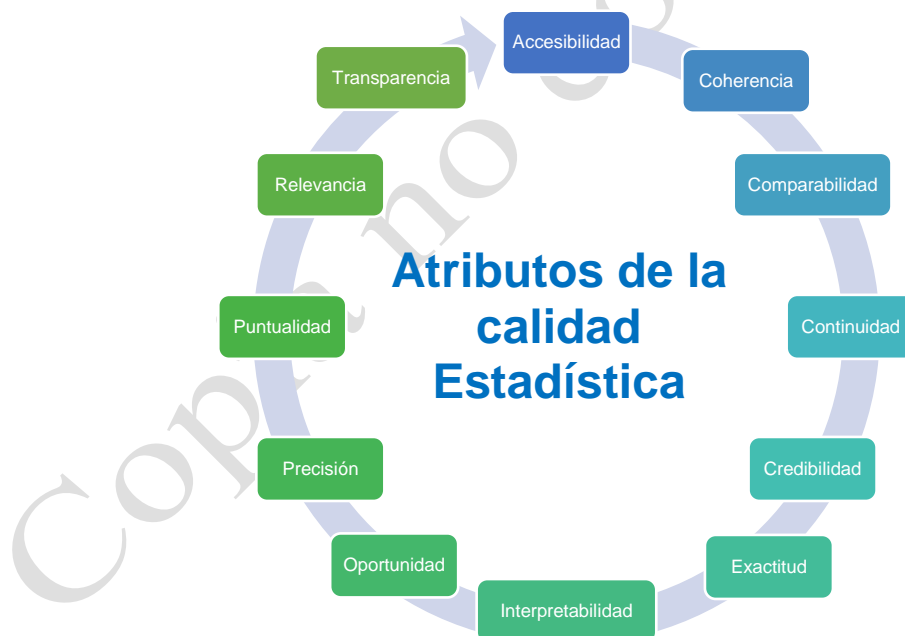 Accesibilidad
Coherencia
Comparabilidad
Continuidad
Credibilidad
Exactitud
Interpretabilidad
Oportunidad
Precisión
Puntualidad
Relevancia
Transparencia
Atributos de la
calidad
Estadística